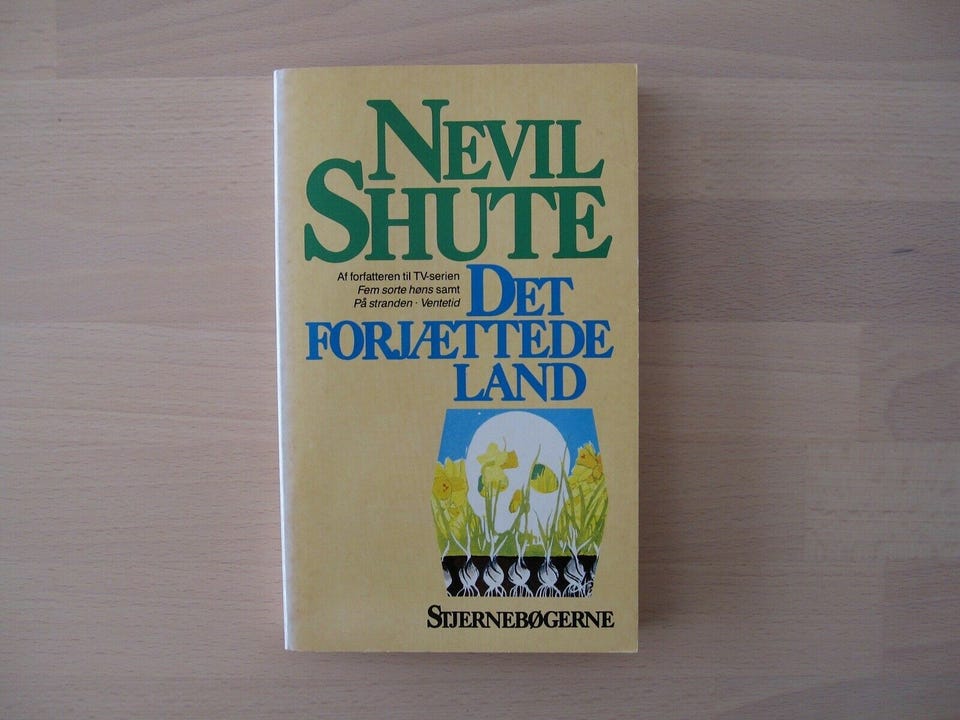 NEVIL
SHUTE
Af forfatteren til TV-serien
Fem sorte høns samt
På stranden · Ventetid
DET
FORJÆTTEDE
LAND
STJERNEBØGERNE